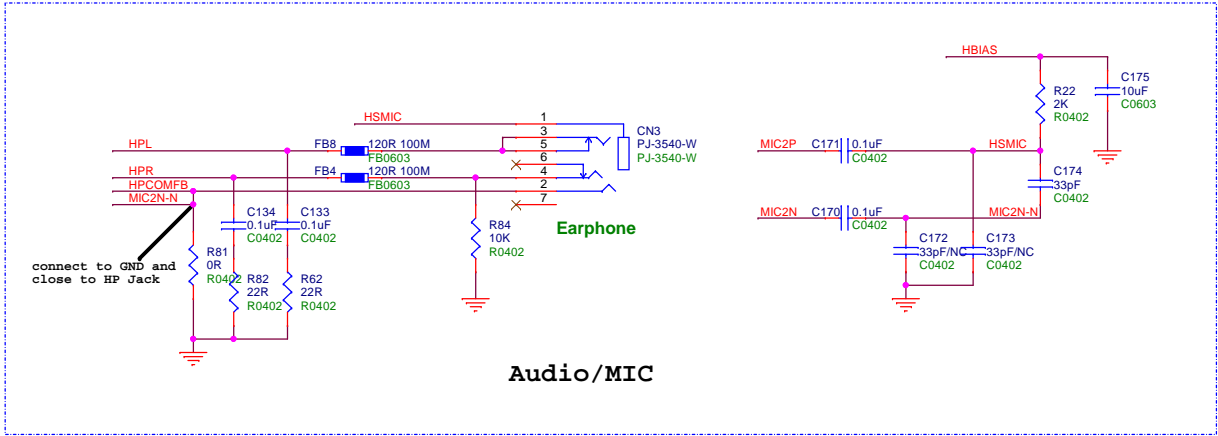 HBIAS
C175
10uF
C0603
R22
2K
R0402
HSMIC
1
3
5
6
4
2
7
CN3
PJ-3540-W
PJ-3540-W
HPL
FB8
120R 100M
FB0603
HPR
FB4
120R 100M
FB0603
HPCOMFB
MIC2N-N
MIC2P
C171
0.1uF
C0402
HSMIC
C174
33pF
C0402
MIC2N
C170
0.1uF
C0402
MIC2N-N
C134
0.1uF
C0402
C133
0.1uF
C0402
R84
10K
R0402
Earphone
C172
33pF/NC
C0402
C173
33pF/NC
C0402
connect to GND and
close to HP Jack
R81
0R
R0402
R82
22R
R0402
R62
22R
R0402
Audio/MIC